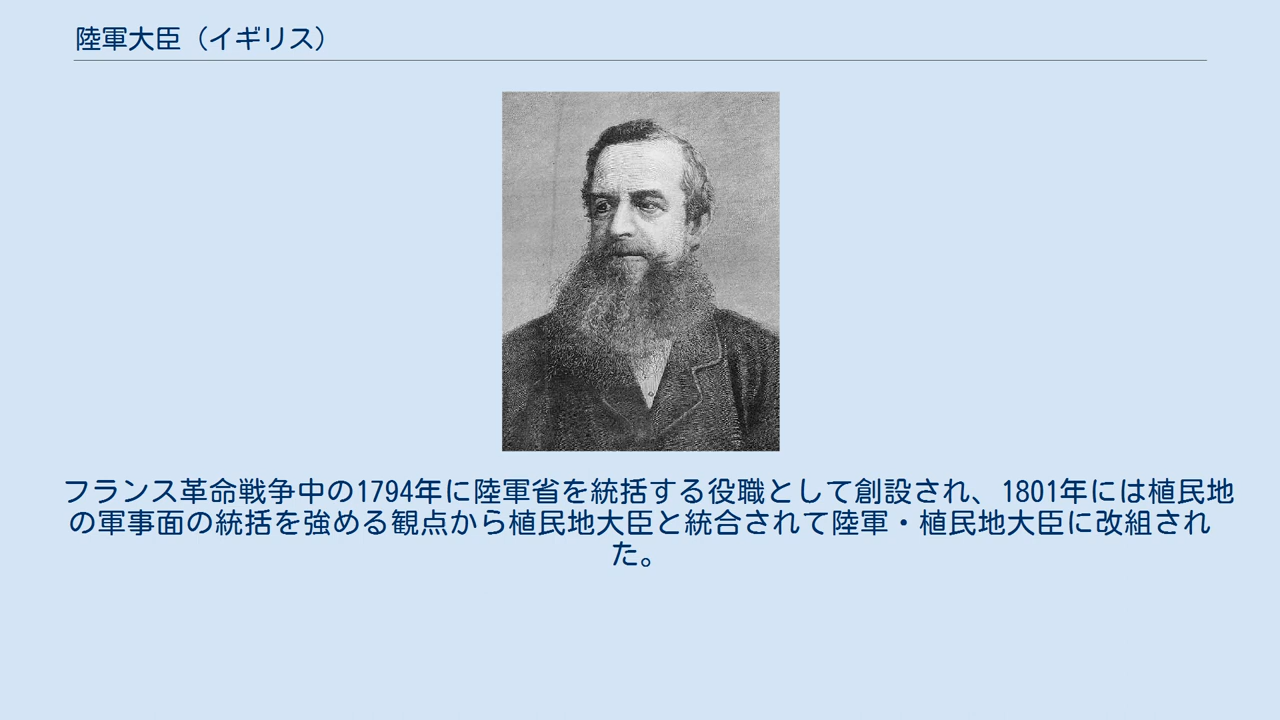 陸軍大臣（イギリス）
フランス革命戦争中の1794年に陸軍省を統括する役職として創設され、1801年には植民地
の軍事面の統括を強める観点から植民地大臣と統合されて陸軍・植民地大臣に改組され
た。